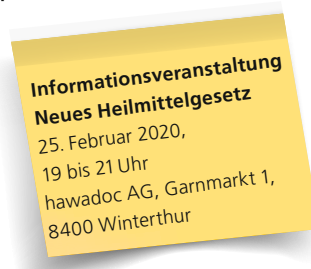 Informationsveranstaltung
Neues Heilmittelgesetz
25. Februar 2020,
19 bis 21 Uhr
hawadoc AG, Garnmarkt 1,
8400 Winterthur